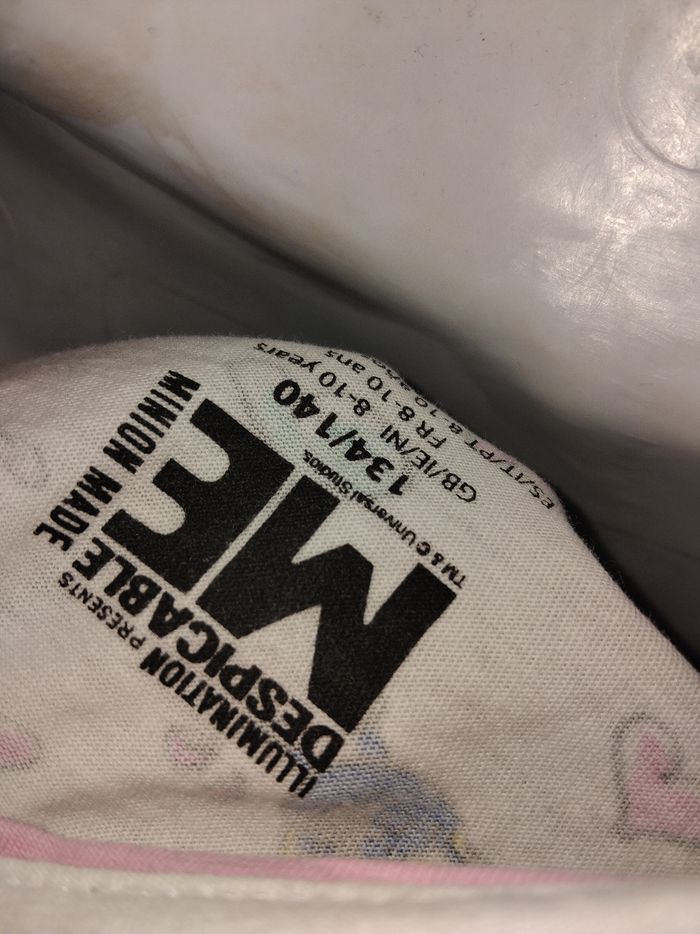 ILLUMINATION PRESENTS
DESPICABLE
ME
MINION MADE
TM & © Universal Studios.
134/140
GB/IE/NI 8-10 years
FR 8-10 ans
ES/IT/PT 8-10